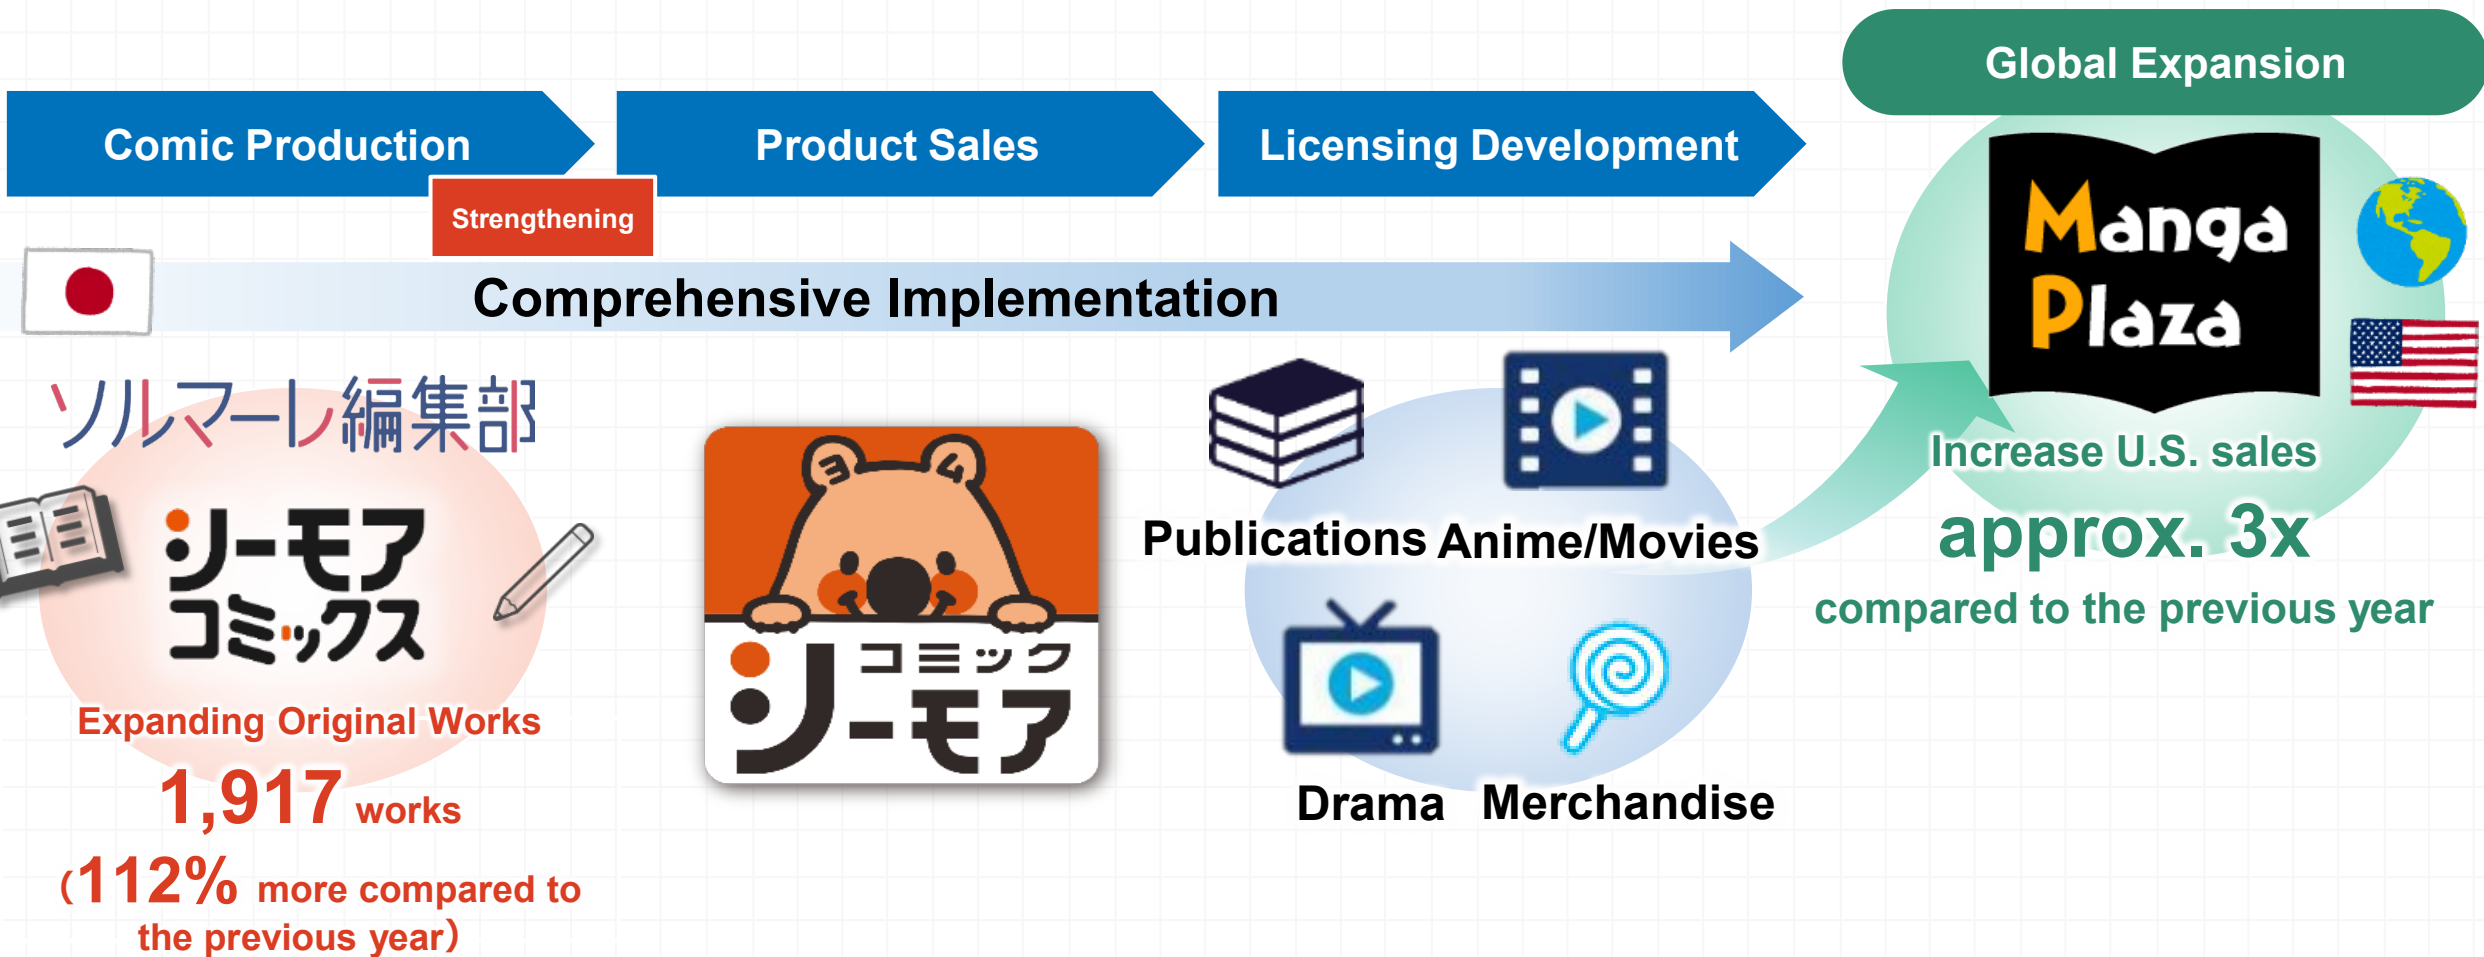 Global Expansion
Comic Production
Product Sales
Licensing Development
Strengthening
Comprehensive Implementation
ソルマーレ編集部
シーモア
コミックス
Expanding Original Works
1,917 works
(112% more compared to
the previous year)
コミック
シーモア
Publications
Anime/Movies
Drama
Merchandise
Manga
Plaza
Increase U.S. sales
approx. 3x
compared to the previous year